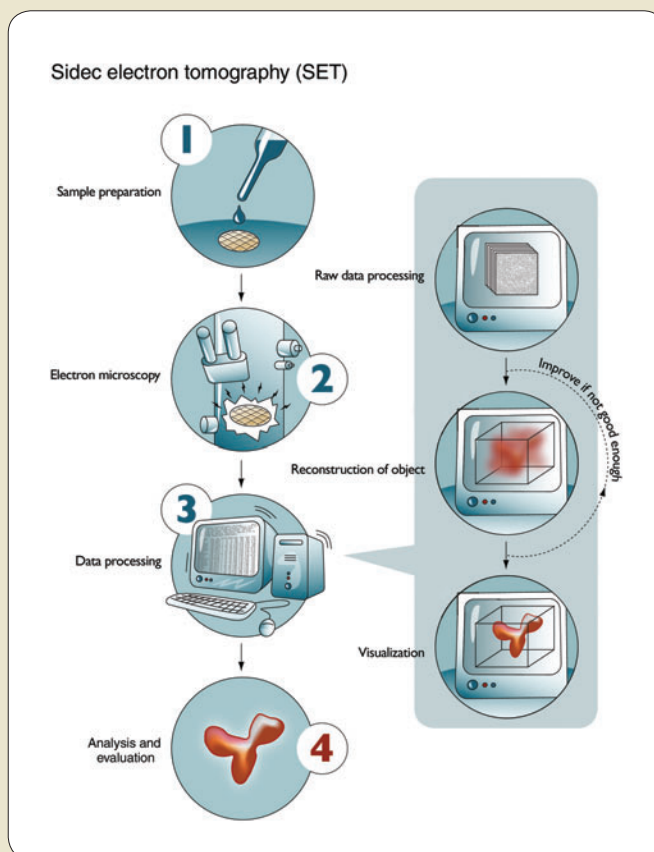 Sidec electron tomography (SET)
1
Sample preparation
Electron microscopy
2
3
Data processing
Analysis and
evaluation
4
Raw data processing
Improve if not
good enough
Reconstruction of object
Visualization